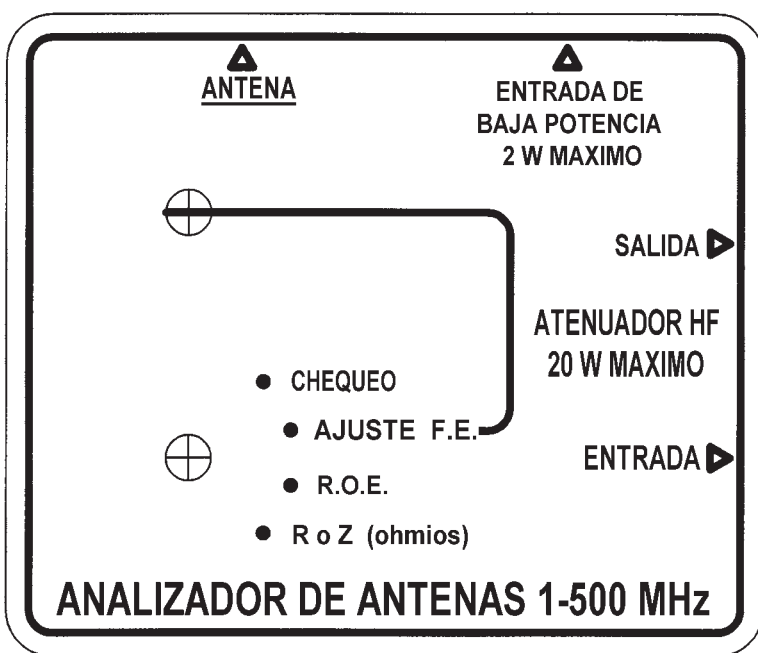 ANTENA
ENTRADA DE
BAJA POTENCIA
2 W MAXIMO
SALIDA
ATENUADOR HF
20 W MAXIMO
CHEQUEO
AJUSTE F.E.
ENTRADA
R.O.E.
R o Z (ohmios)
ANALIZADOR DE ANTENAS 1-500 MHz